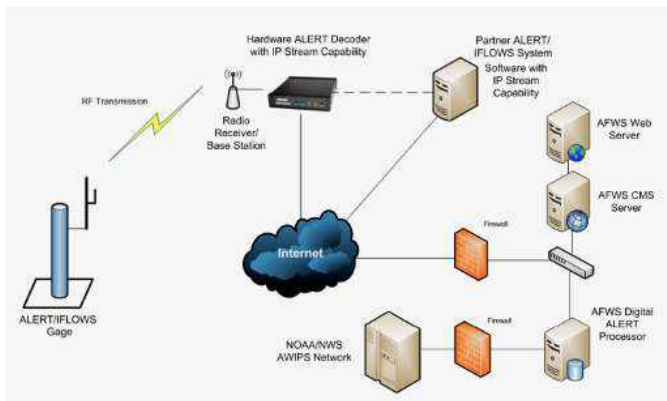 Hardware ALERT Decoder
with IP Stream Capability
Partner ALERT/
IFLOWS System
Software with
IP Stream
Capability
RF Transmission
Radio
Receiver/
Base Station
AFWS Web
Server
AFWS CMS
Server
Firewall
Internet
ALERT/IFLOWS
Gage
NOAA/NWS
AWIPS Network
Firewall
AFWS Digital
ALERT
Processor